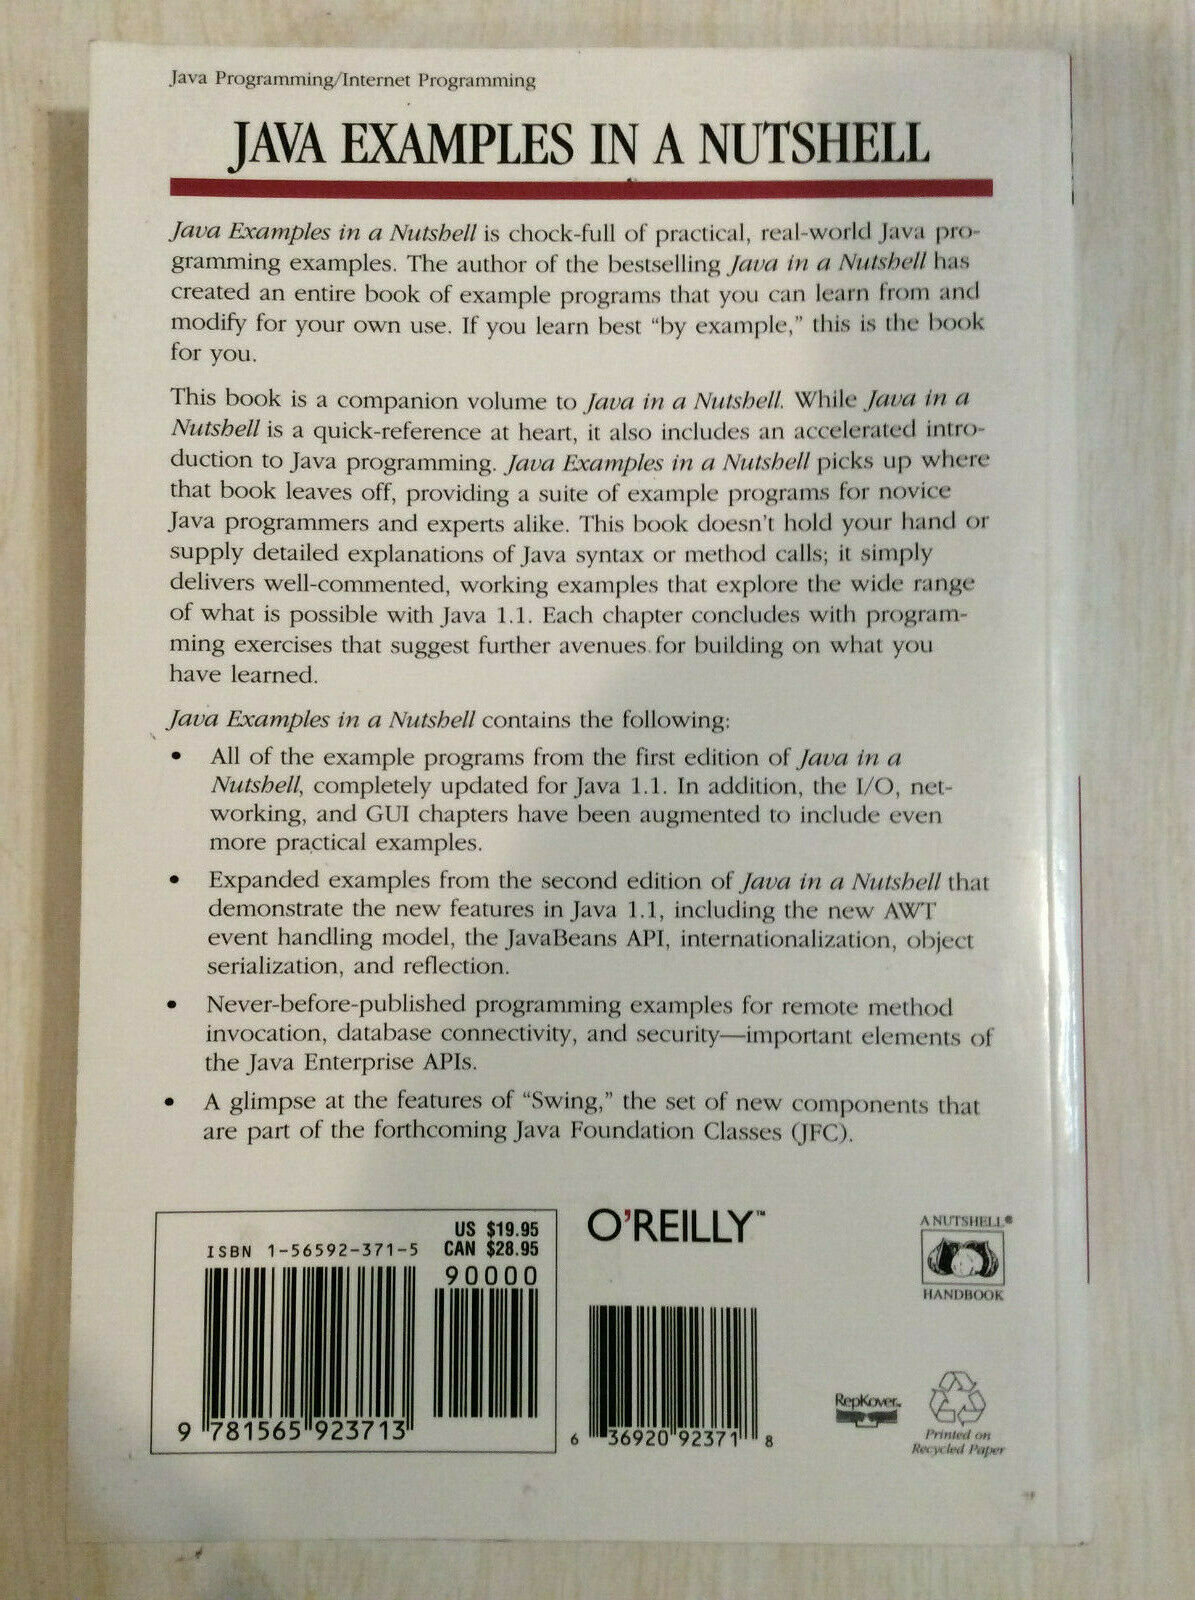 Java Programming/Internet Programming
JAVA EXAMPLES IN A NUTSHELL
Java Examples in a Nutshell is chock-full of practical, real-world Java pro-
gramming examples. The author of the bestselling Java in a Nutshell has
created an entire book of example programs that you can learn from and
modify for your own use. If you learn best "by example," this is the book
for you.
This book is a companion volume to Java in a Nutshell. While Java in a
Nutshell is a quick-reference at heart, it also includes an accelerated intro-
duction to Java programming. Java Examples in a Nutshell picks up where
that book leaves off, providing a suite of example programs for novice
Java programmers and experts alike. This book doesn't hold your hand or
supply detailed explanations of Java syntax or method calls; it simply
delivers well-commented, working examples that explore the wide range
of what is possible with Java 1.1. Each chapter concludes with program-
ming exercises that suggest further avenues for building on what you
have learned.
Java Examples in a Nutshell contains the following:
• All of the example programs from the first edition of Java in a
Nutshell, completely updated for Java 1.1. In addition, the I/O, net-
working, and GUI chapters have been augmented to include even
more practical examples.
• Expanded examples from the second edition of Java in a Nutshell that
demonstrate the new features in Java 1.1, including the new AWT
event handling model, the JavaBeans API, internationalization, object
serialization, and reflection.
• Never-before-published programming examples for remote method
invocation, database connectivity, and security—important elements of
the Java Enterprise APIs.
• A glimpse at the features of "Swing," the set of new components that
are part of the forthcoming Java Foundation Classes (JFC).
US $19.95
ISBN 1-56592-371-5 CAN $28.95
90000
9 781565 923713
O'REILLY™
6 36920 92371 8
A NUTSHELL®
HANDBOOK
RepKover™
Printed on
Recycled Paper